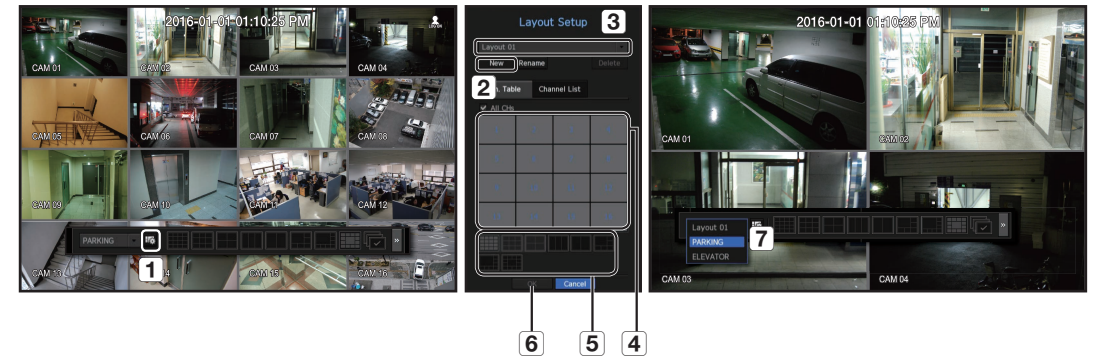 2016-01-01 01:10:25 PM
LOG ON
CAM 01
CAM 02
CAM 03
CAM 04
CAM 05
CAM 06
CAM 07
CAM 08
CAM 09
CAM 10
CAM 11
CAM 12
PARKING
»
CAM 13
14
CAM 15
CAM 16
1
Layout Setup
3
Layout 01
New
Rename
Delete
2
Ch. Table
Channel List
All CHs
OK
Cancel
6
5
4
2016-01-01 01:10:25 PM
CAM 01
CAM 02
Layout 01
PARKING
ELEVATOR
7
»
CAM 03
CAM 04